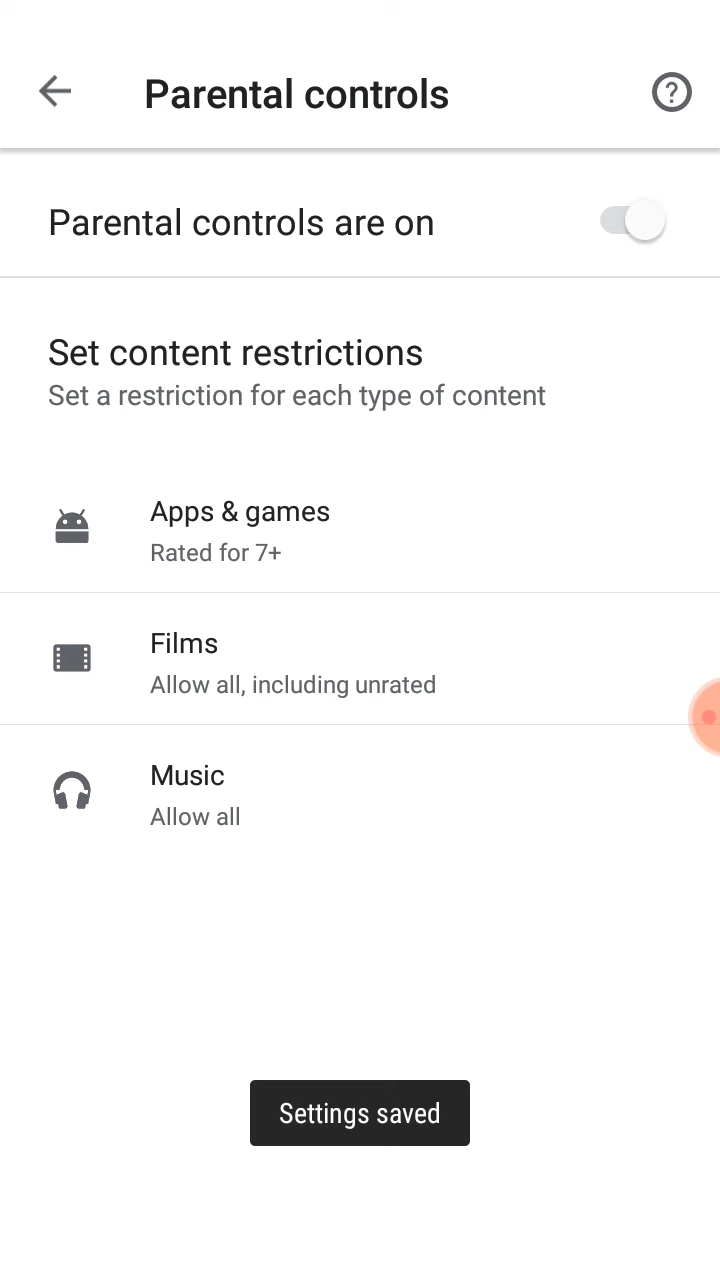 Parental controls
?
Parental controls are on
Set content restrictions
Set a restriction for each type of content
Apps & games
Rated for 7+
Films
Allow all, including unrated
Music
Allow all
Settings saved